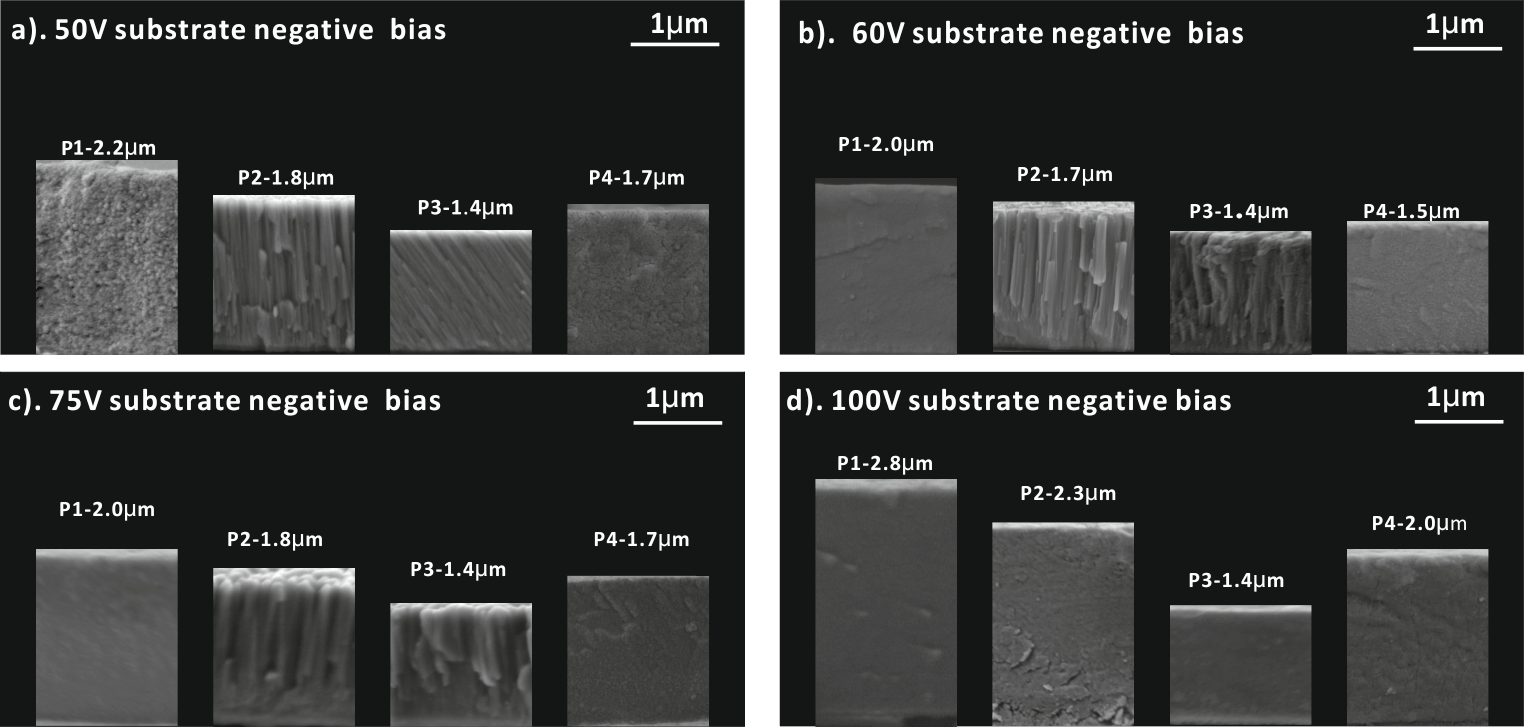 a). 50V substrate negative bias
1μm
P1-2.2μm
P2-1.8μm
P3-1.4μm
P4-1.7μm
b). 60V substrate negative bias
1μm
P1-2.0μm
P2-1.7μm
P3-1.4μm
P4-1.5μm
c). 75V substrate negative bias
1μm
P1-2.0μm
P2-1.8μm
P3-1.4μm
P4-1.7μm
d). 100V substrate negative bias
1μm
P1-2.8μm
P2-2.3μm
P3-1.4μm
P4-2.0μm